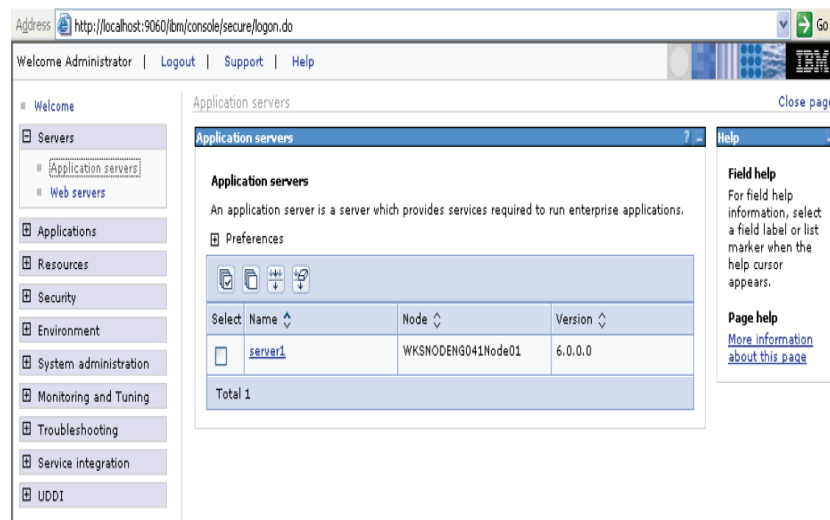 Address http://localhost:9060/ibm/console/secure/logon.do Go
Welcome Administrator | Logout | Support | Help IBM
Welcome
Servers
Application servers
Web servers
Applications
Resources
Security
Environment
System administration
Monitoring and Tuning
Troubleshooting
Service integration
UDDI
Application servers Close page
Application servers ? -
Application servers
An application server is a server which provides services required to run enterprise applications.
Preferences
Select Name Node Version
server1 WKSNODENG041Node01 6.0.0.0
Total 1
Help
Field help
For field help
information, select
a field label or list
marker when the
help cursor
appears.
Page help
More information
about this page